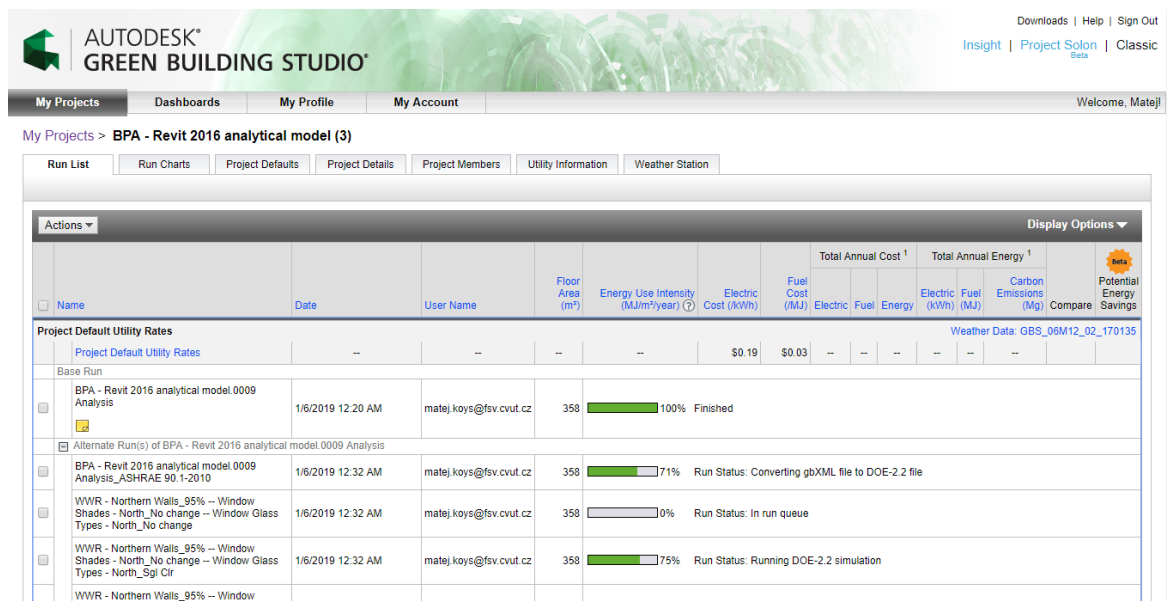 Downloads | Help | Sign Out
AUTODESK®
GREEN BUILDING STUDIO®
Insight | Project Solon | Classic
Beta
My Projects Dashboards My Profile My Account Welcome, Matej!
My Projects > BPA - Revit 2016 analytical model (3)
Run List Run Charts Project Defaults Project Details Project Members Utility Information Weather Station
Actions Display Options
Total Annual Cost 1 Total Annual Energy 1 Beta
Name Date User Name
Floor
Area
(m²)
Energy Use Intensity
(MJ/m²/year) ?
Electric
Cost (/kWh)
Fuel
Cost
(/MJ)
Electric Fuel Energy
Electric
(kWh)
Fuel
(MJ)
Carbon
Emissions
(Mg)
Compare
Potential
Energy
Savings
Project Default Utility Rates Weather Data: GBS_06M12_02_170135
Project Default Utility Rates -- -- -- -- $0.19 $0.03 -- -- -- -- -- --
Base Run
BPA - Revit 2016 analytical model.0009
Analysis
1/6/2019 12:20 AM matej.koys@fsv.cvut.cz 358 100% Finished
Alternate Run(s) of BPA - Revit 2016 analytical model.0009 Analysis
BPA - Revit 2016 analytical model.0009
Analysis_ASHRAE 90.1-2010
1/6/2019 12:32 AM matej.koys@fsv.cvut.cz 358 71% Run Status: Converting gbXML file to DOE-2.2 file
WWR - Northern Walls_95% -- Window
Shades - North_No change -- Window Glass
Types - North_No change
1/6/2019 12:32 AM matej.koys@fsv.cvut.cz 358 0% Run Status: In run queue
WWR - Northern Walls_95% -- Window
Shades - North_No change -- Window Glass
Types - North_Sgl Clr
1/6/2019 12:32 AM matej.koys@fsv.cvut.cz 358 75% Run Status: Running DOE-2.2 simulation
WWR - Northern Walls_95% -- Window